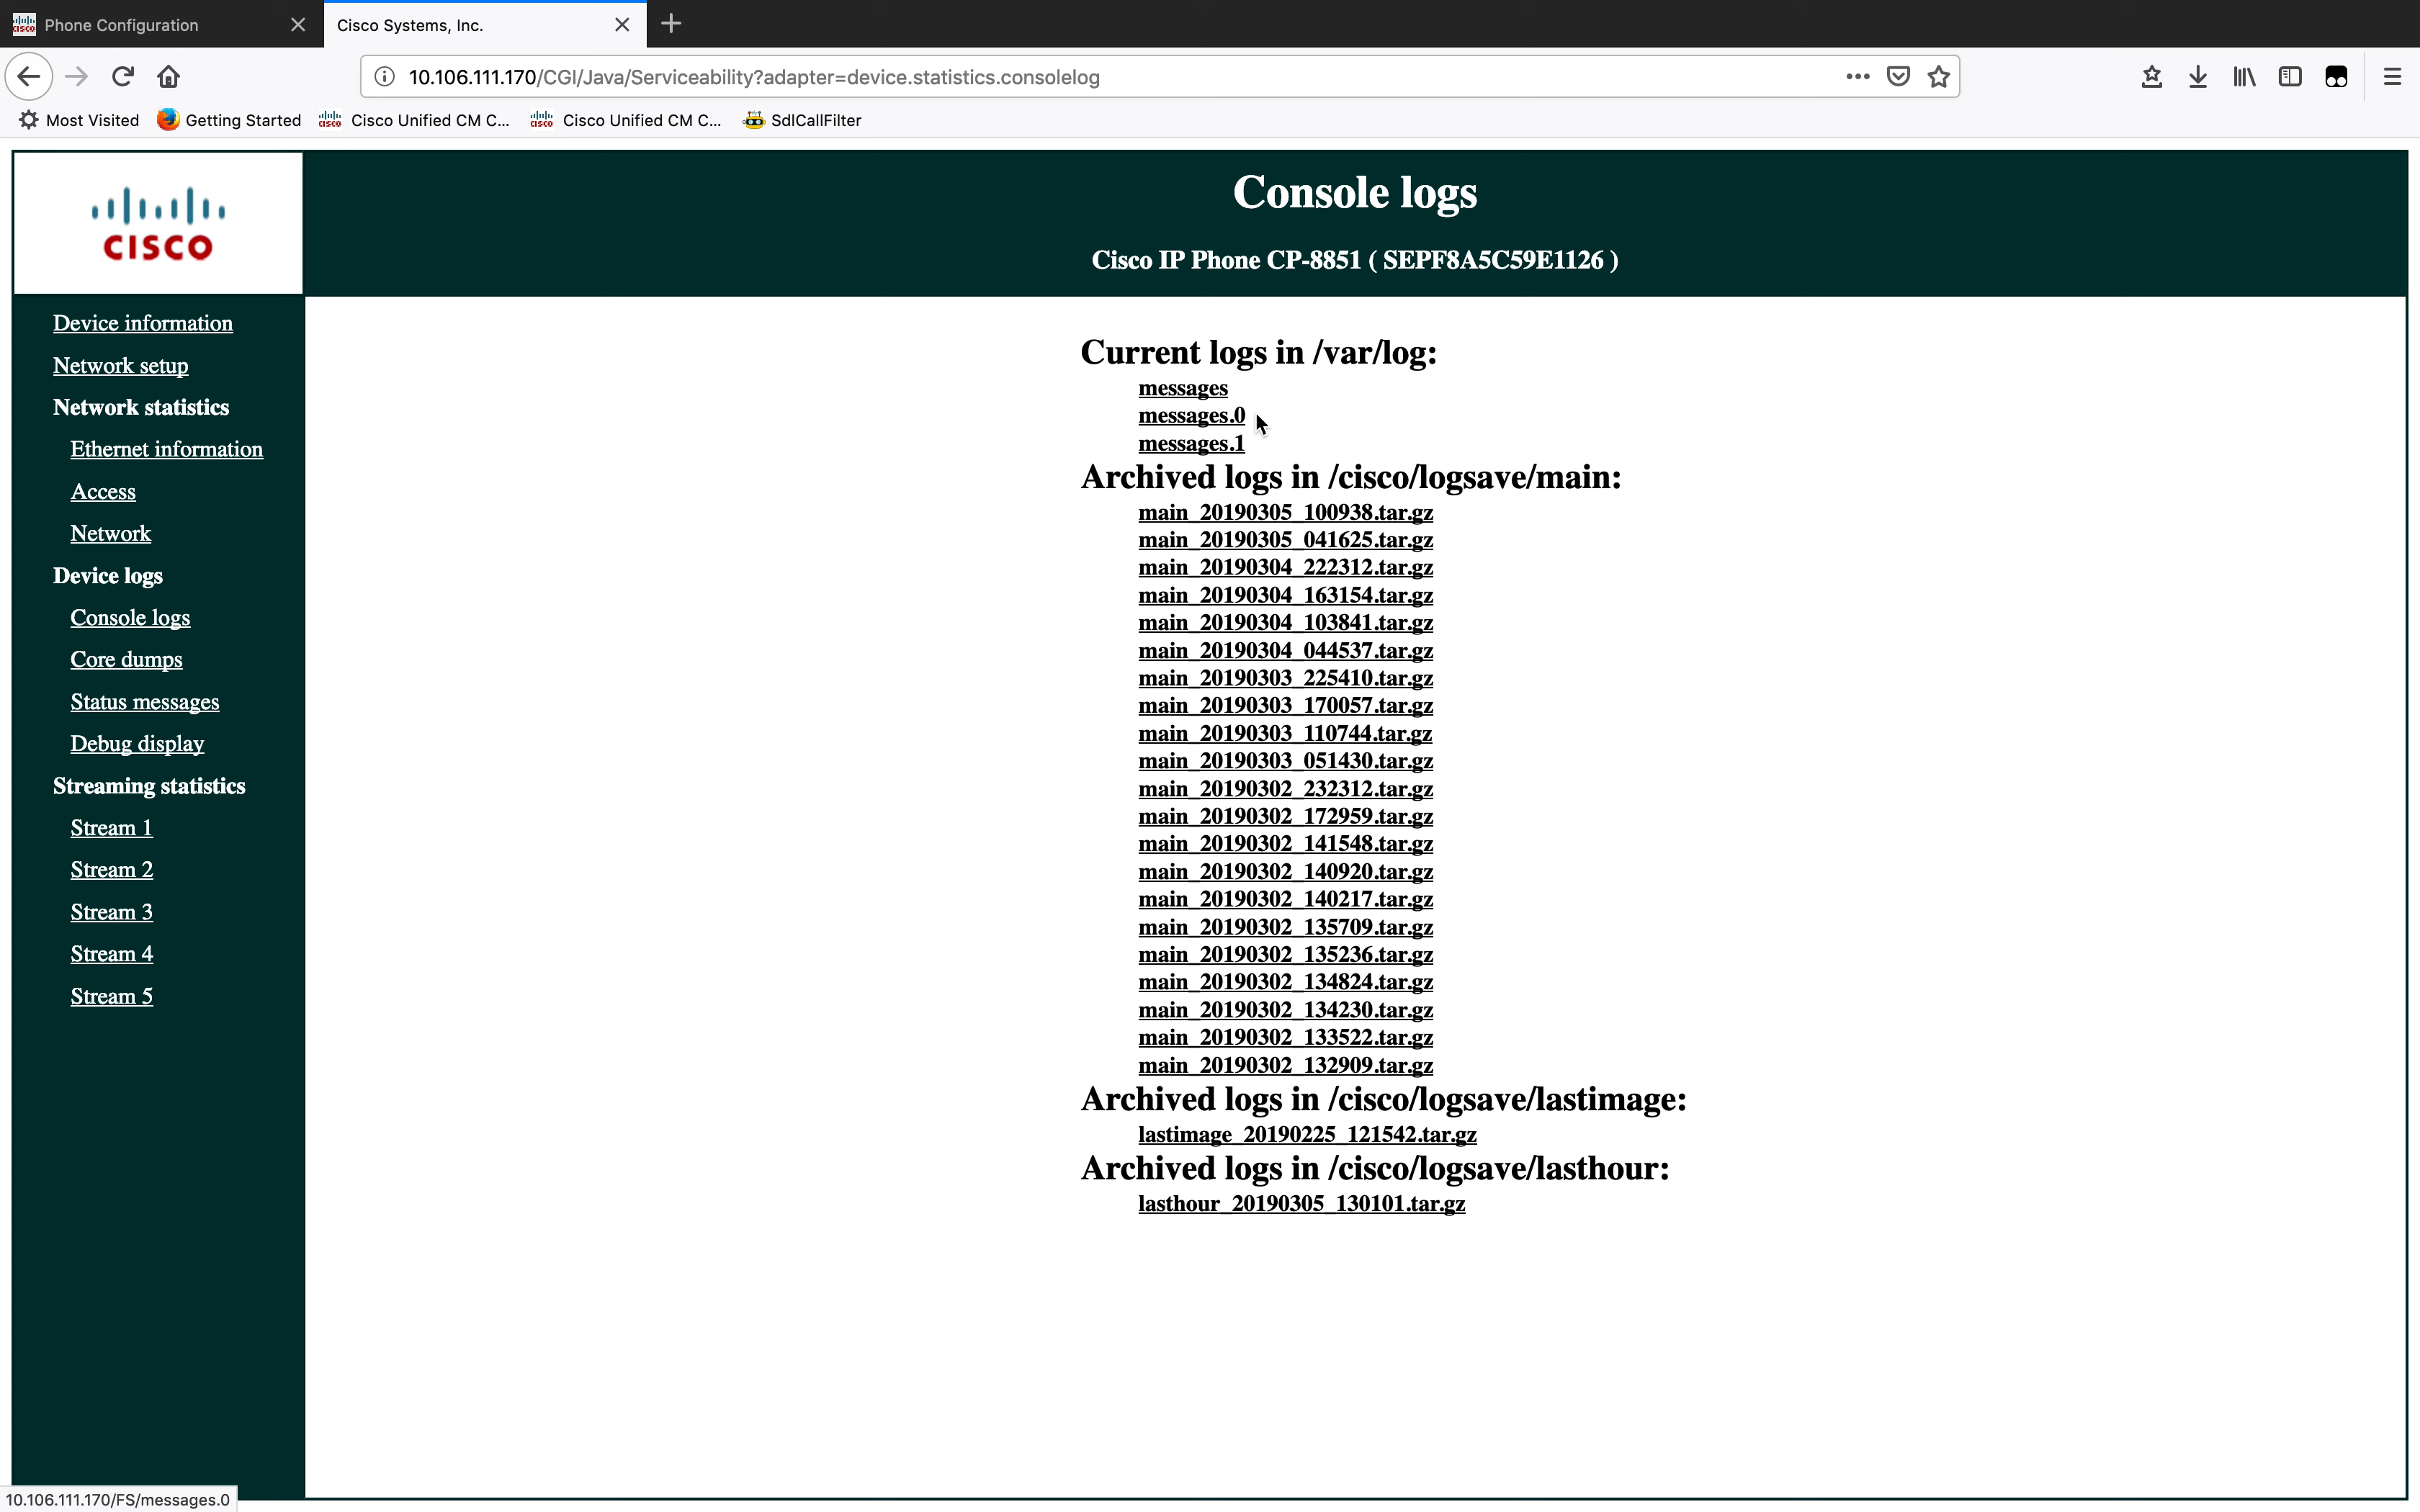 Phone Configuration
Cisco Systems, Inc.
10.106.111.170/CGI/Java/Serviceability?adapter=device.statistics.consolelog
Most Visited
Getting Started
Cisco Unified CM C...
Cisco Unified CM C...
SdlCallFilter
CISCO
Console logs
Cisco IP Phone CP-8851 ( SEPF8A5C59E1126 )
Device information
Network setup
Network statistics
Ethernet information
Access
Network
Device logs
Console logs
Core dumps
Status messages
Debug display
Streaming statistics
Stream 1
Stream 2
Stream 3
Stream 4
Stream 5
Current logs in /var/log:
messages
messages.0
messages.1
Archived logs in /cisco/logsave/main:
main_20190305_100938.tar.gz
main_20190305_041625.tar.gz
main_20190304_222312.tar.gz
main_20190304_163154.tar.gz
main_20190304_103841.tar.gz
main_20190304_044537.tar.gz
main_20190303_225410.tar.gz
main_20190303_170057.tar.gz
main_20190303_110744.tar.gz
main_20190303_051430.tar.gz
main_20190302_232312.tar.gz
main_20190302_172959.tar.gz
main_20190302_141548.tar.gz
main_20190302_140920.tar.gz
main_20190302_140217.tar.gz
main_20190302_135709.tar.gz
main_20190302_135236.tar.gz
main_20190302_134824.tar.gz
main_20190302_134230.tar.gz
main_20190302_133522.tar.gz
main_20190302_132909.tar.gz
Archived logs in /cisco/logsave/lastimage:
lastimage_20190225_121542.tar.gz
Archived logs in /cisco/logsave/lasthour:
lasthour_20190305_130101.tar.gz
10.106.111.170/FS/messages.0